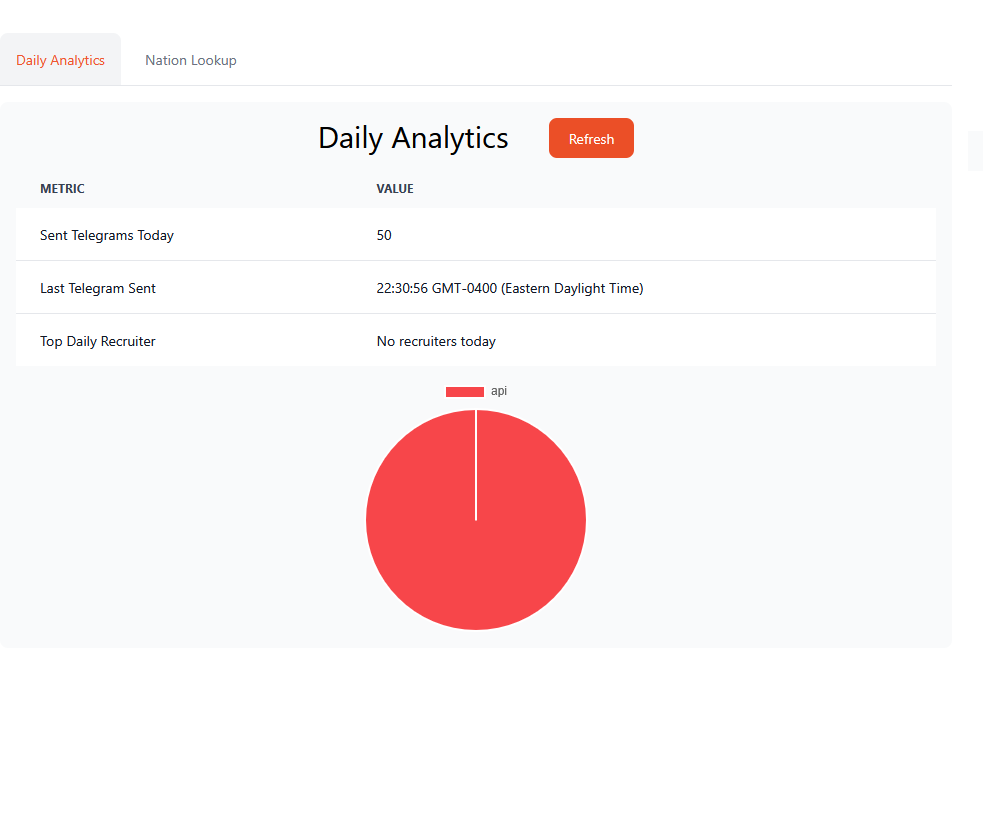 Daily Analytics Nation Lookup
Daily Analytics Refresh
METRIC VALUE
Sent Telegrams Today 50
Last Telegram Sent 22:30:56 GMT-0400 (Eastern Daylight Time)
Top Daily Recruiter No recruiters today
api